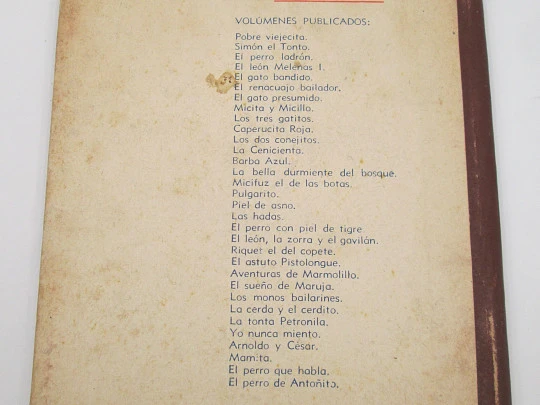 VOLÚMENES PUBLICADOS:
Pobre viejecita.
Simón el Tonto.
El perro ladrón.
El león Melenas I.
El gato bandido.
El renacuajo bailador.
El gato presumido.
Micita y Micillo.
Los tres gatitos.
Caperucita Roja.
Los dos conejitos.
La Cenicienta.
Barba Azul.
La bella durmiente del bosque.
Micifuz el de las botas.
Pulgarito.
Piel de asno.
Las hadas.
El perro con piel de tigre.
El león, la zorra y el gavilán.
Riquet el del copete.
El astuto Pistolongue.
Aventuras de Marmolillo.
El sueño de Maruja.
Los monos bailarines.
La cerda y el cerdito.
La tonta Petronila.
Yo nunca miento.
Arnoldo y César.
Mamita.
El perro que habla.
El perro de Antoñito.